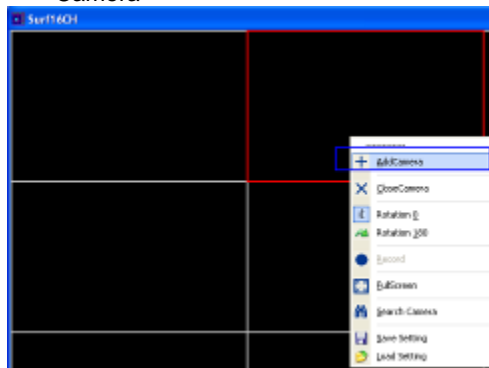 Camera
Surf16CH
AddCamera
CloseCamera
Rotation 0
Rotation 180
Record
FullScreen
Search Camera
Save Setting
Load Setting